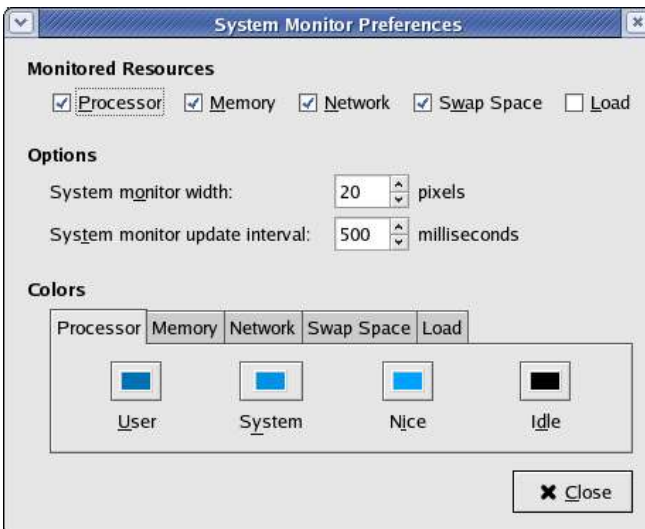 System Monitor Preferences
Monitored Resources
Processor Memory Network Swap Space Load
Options
System monitor width: 20 pixels
System monitor update interval: 500 milliseconds
Colors
Processor Memory Network Swap Space Load
User System Nice Idle
Close